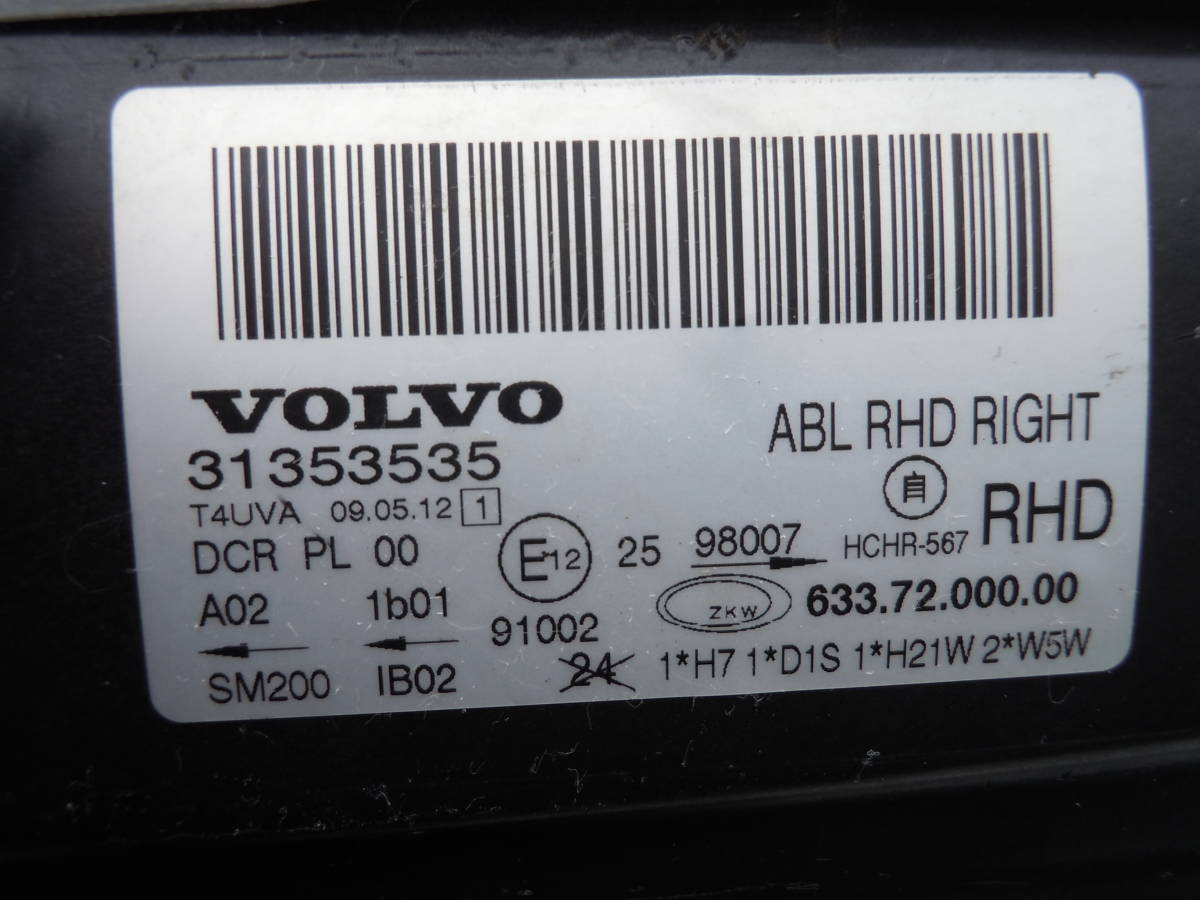 VOLVO
ABL RHD RIGHT
31353535
自
T4UVA 09.05.12 1
RHD
DCR PL 00
E12
25
98007
HCHR-567
A02
1b01
91002
ZKW
633.72.000.00
SM200
IB02
24
1*H7 1*D1S 1*H21W 2*W5W